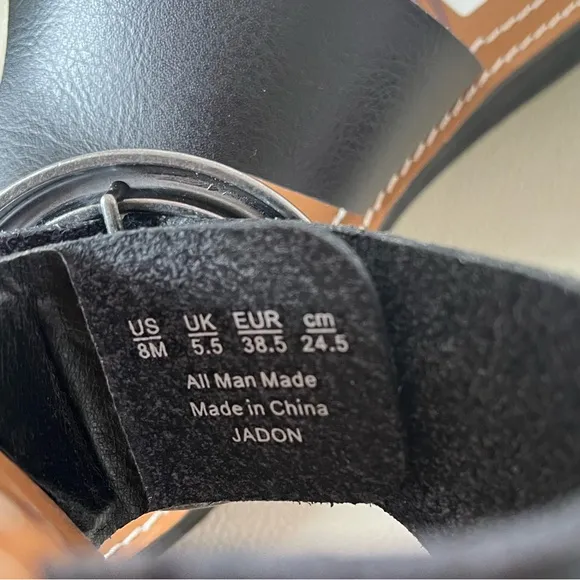 US UK EUR cm
8M 5.5 38.5 24.5
All Man Made
Made in China
JADON